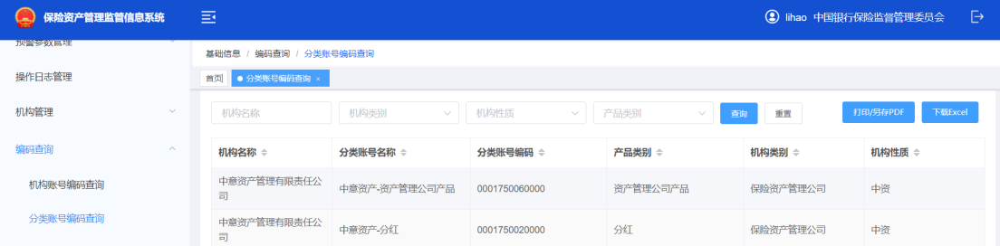 保险资产管理监管信息系统
lihao 中国银行保险监督管理委员会
预警参数管理
操作日志管理
机构管理
编码查询
机构账号编码查询
分类账号编码查询
基础信息 / 编码查询 / 分类账号编码查询
首页 分类账号编码查询 ×
机构名称 机构类别 机构性质 产品类别 查询 重置 打印/另存PDF 下载Excel
机构名称 分类账号名称 分类账号编码 产品类别 机构类别 机构性质
中意资产管理有限责任公
司
中意资产-资产管理公司产品 0001750060000 资产管理公司产品 保险资产管理公司 中资
中意资产管理有限责任公
司
中意资产-分红 0001750020000 分红 保险资产管理公司 中资